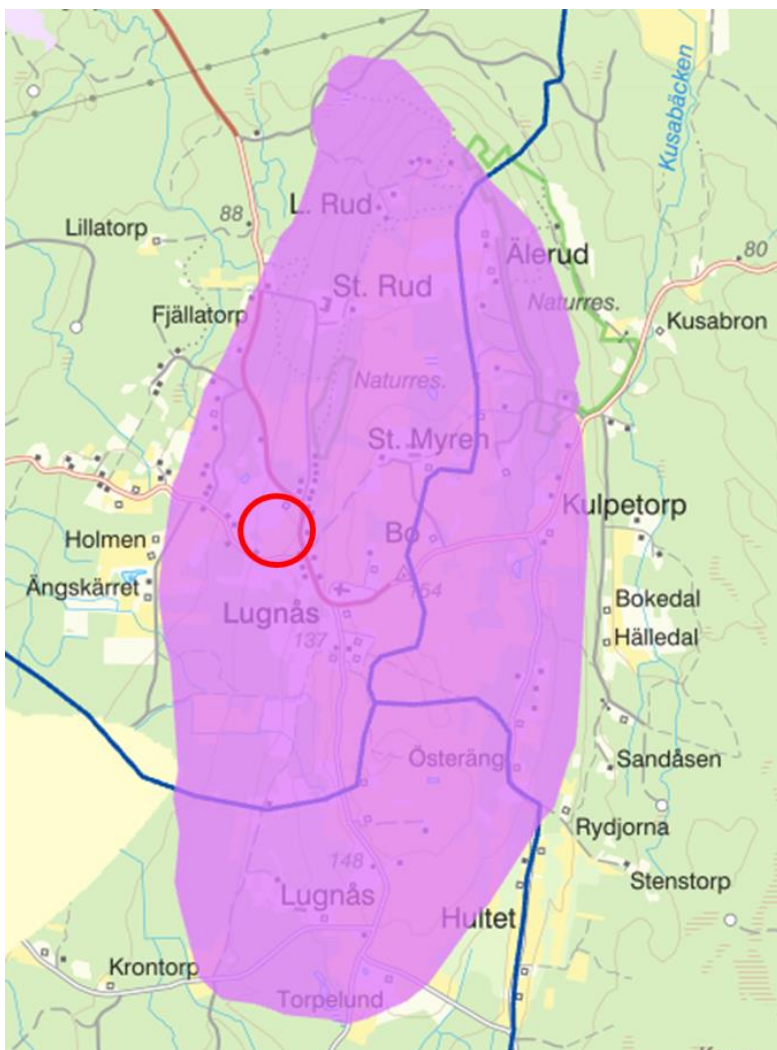 Kusabäcken
L. Rud
88
Lillatorp
Älerud
80
St. Rud
Naturres.
Fjällatorp
Kusabron
Naturres.
St. Myren
Kulpetorp
Holmen
Bo
Ängskärret
154
Bokedal
Lugnås
137
Hälledal
Österäng
Sandåsen
Rydjorna
148
Stenstorp
Lugnås
Hultet
Krontorp
Torpelund